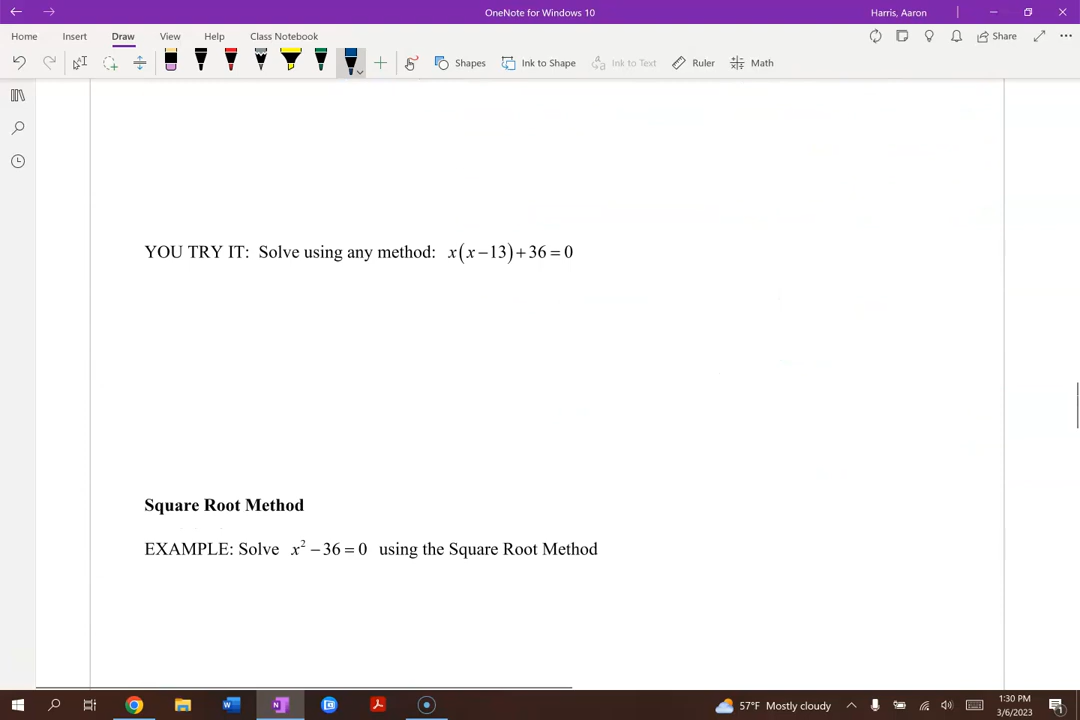 OneNote for Windows 10
Harris, Aaron
Home Insert Draw View Help Class Notebook Share
Shapes Ink to Shape Ink to Text Ruler Math
YOU TRY IT: Solve using any method: x(x−13)+36=0
Square Root Method
EXAMPLE: Solve x²−36=0 using the Square Root Method
57°F Mostly cloudy
1:30 PM
3/6/2023